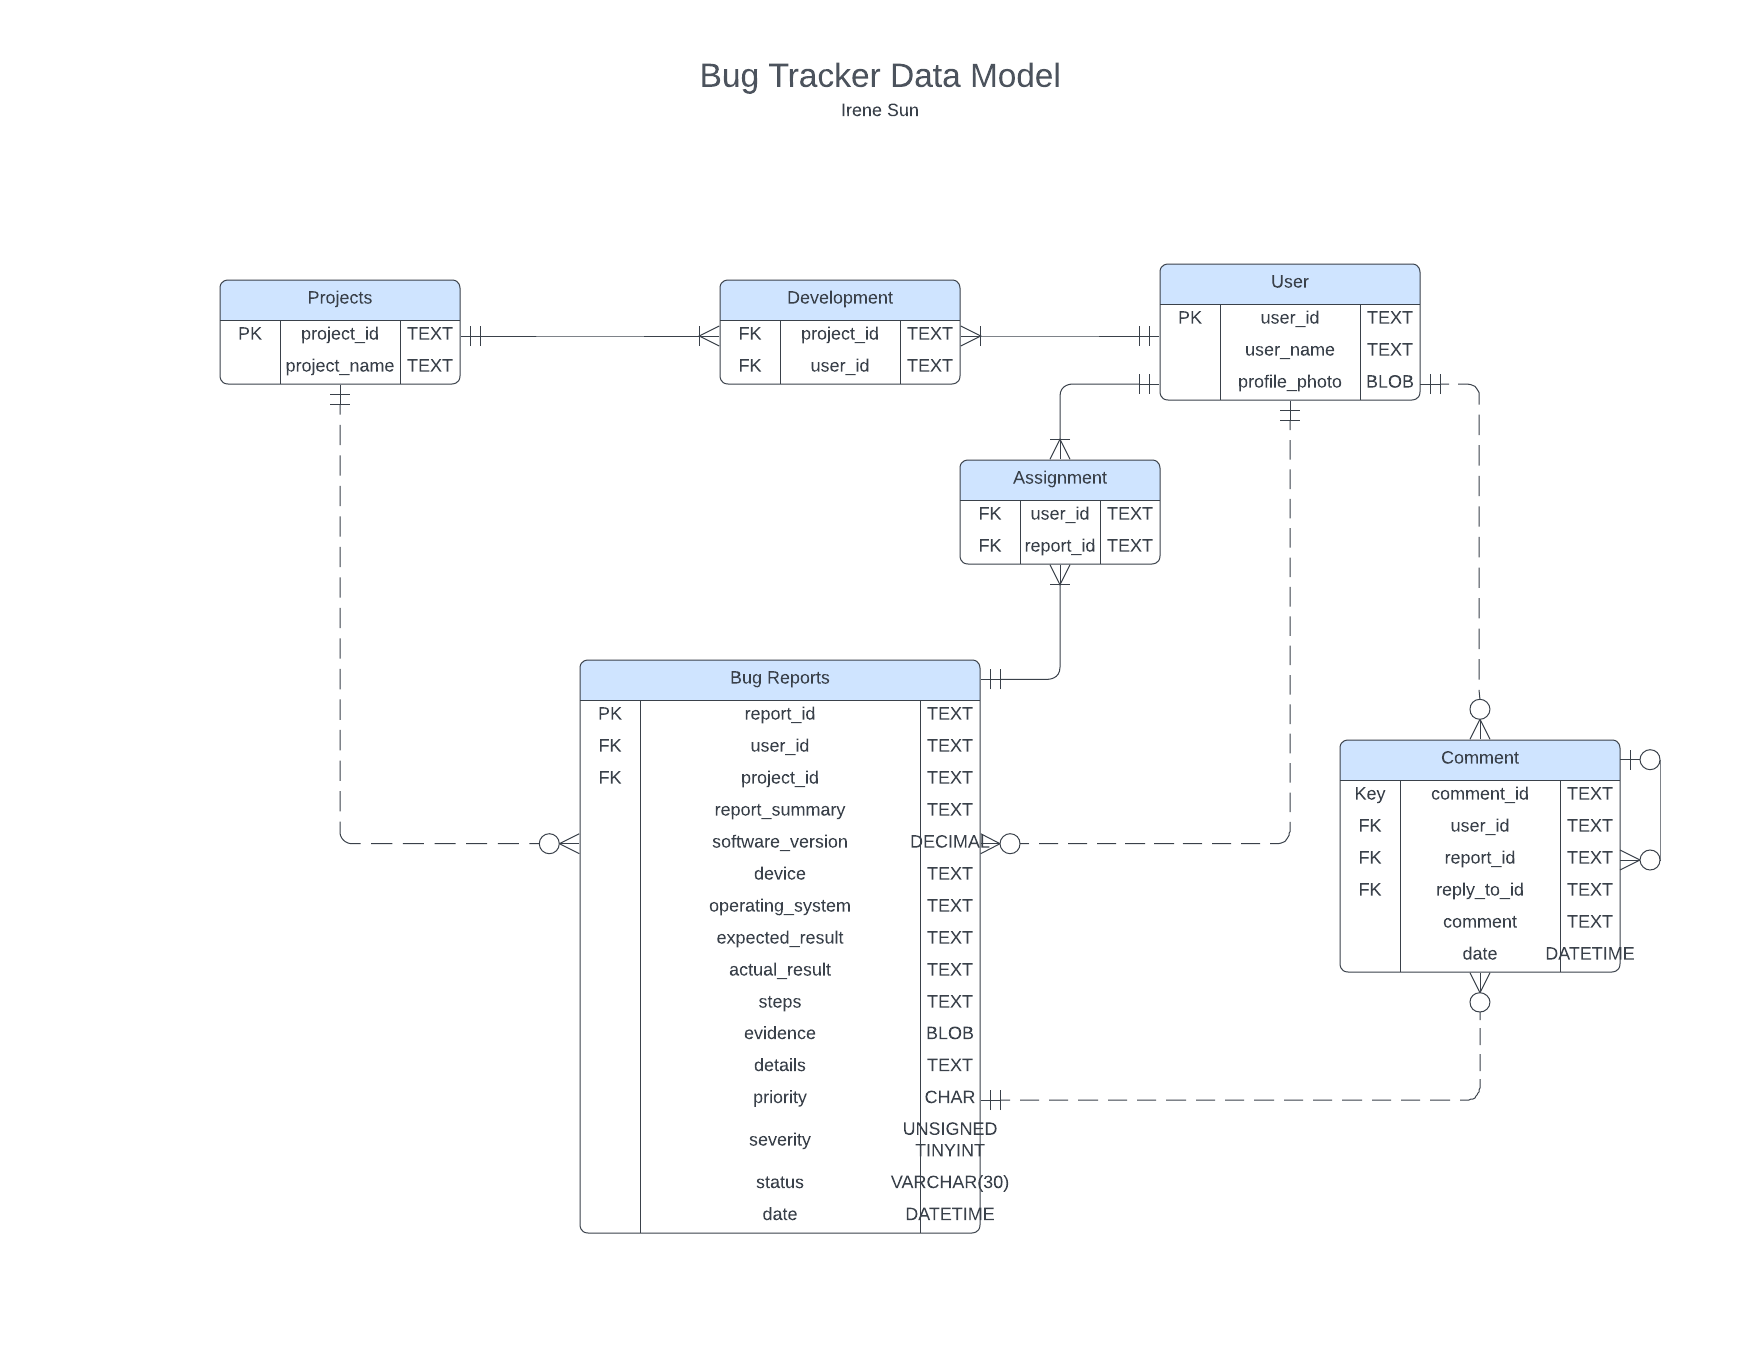 Bug Tracker Data Model
Irene Sun
Projects
PK project_id TEXT
project_name TEXT
Development
FK project_id TEXT
FK user_id TEXT
User
PK user_id TEXT
user_name TEXT
profile_photo BLOB
Assignment
FK user_id TEXT
FK report_id TEXT
Bug Reports
PK report_id TEXT
FK user_id TEXT
FK project_id TEXT
report_summary TEXT
software_version DECIMAL
device TEXT
operating_system TEXT
expected_result TEXT
actual_result TEXT
steps TEXT
evidence BLOB
details TEXT
priority CHAR
severity UNSIGNED
TINYINT
status VARCHAR(30)
date DATETIME
Comment
Key comment_id TEXT
FK user_id TEXT
FK report_id TEXT
FK reply_to_id TEXT
comment TEXT
date DATETIME